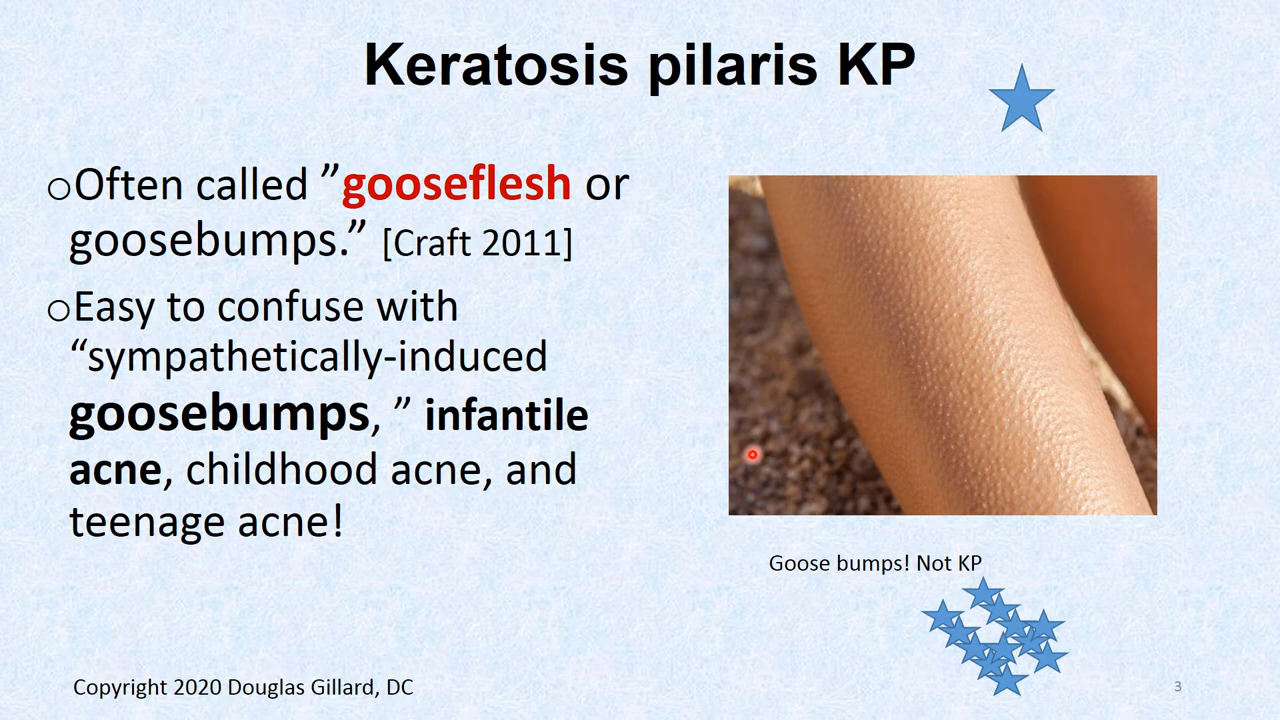 Keratosis pilaris KP
oOften called ”gooseflesh or
goosebumps.” [Craft 2011]
oEasy to confuse with
“sympathetically-induced
goosebumps, ” infantile
acne, childhood acne, and
teenage acne!
Goose bumps! Not KP
Copyright 2020 Douglas Gillard, DC
3